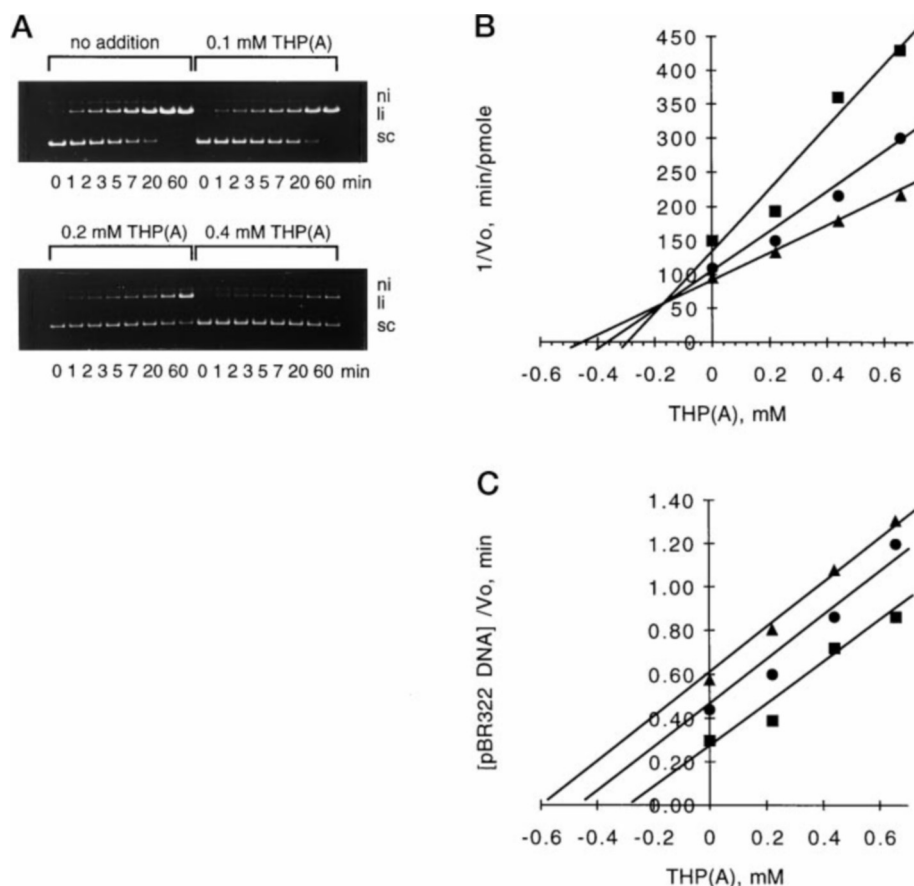 A
no addition 0.1 mM THP(A)
ni
li
sc
0 1 2 3 5 7 20 60 0 1 2 3 5 7 20 60 min
0.2 mM THP(A) 0.4 mM THP(A)
ni
li
sc
0 1 2 3 5 7 20 60 0 1 2 3 5 7 20 60 min
B
450
400
350
300
250
200
150
100
50
0
1/Vo, min/pmole
-0.6 -0.4 -0.2 0 0.2 0.4 0.6
THP(A), mM
C
1.40
1.20
1.00
0.80
0.60
0.40
0.20
0.00
[pBR322 DNA] /Vo, min
-0.6 -0.4 -0.2 0 0.2 0.4 0.6
THP(A), mM